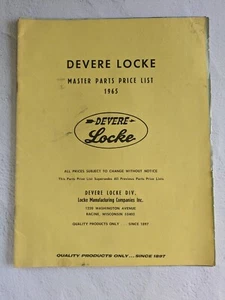 DEVERE LOCKE
MASTER PARTS PRICE LIST
1965
DEVERE
Locke
ALL PRICES SUBJECT TO CHANGE WITHOUT NOTICE
This Parts Price List Supersedes All Previous Parts Price Lists
DEVERE LOCKE DIV.
Locke Manufacturing Companies Inc.
1238 WASHINGTON AVENUE
RACINE, WISCONSIN 53403
QUALITY PRODUCTS ONLY SINCE 1897
QUALITY PRODUCTS ONLY...SINCE 1897